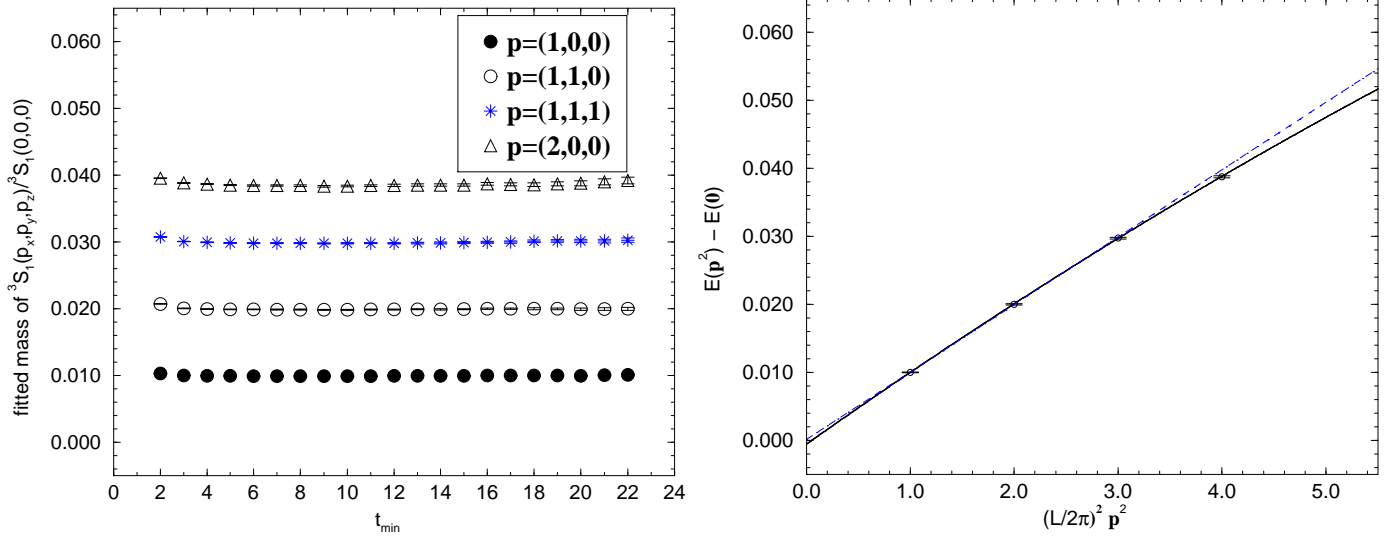 fitted mass of ³S₁(pₓ,p_y,p_z)/³S₁(0,0,0)
0.060
0.050
0.040
0.030
0.020
0.010
0.000
p=(1,0,0)
p=(1,1,0)
p=(1,1,1)
p=(2,0,0)
0 2 4 6 8 10 12 14 16 18 20 22 24
t_min
E(p²) – E(0)
0.060
0.050
0.040
0.030
0.020
0.010
0.000
0.0 1.0 2.0 3.0 4.0 5.0
(L/2π)² p²